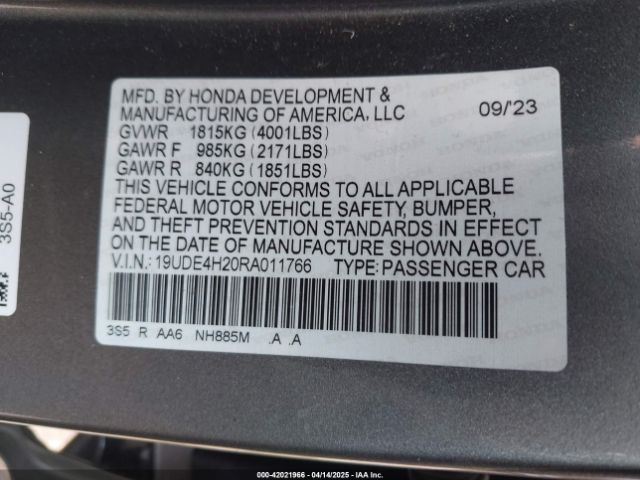 MFD. BY HONDA DEVELOPMENT &
MANUFACTURING OF AMERICA, LLC 09/'23
GVWR 1815KG (4001LBS)
GAWR F 985KG (2171LBS)
GAWR R 840KG (1851LBS)
THIS VEHICLE CONFORMS TO ALL APPLICABLE
FEDERAL MOTOR VEHICLE SAFETY, BUMPER,
AND THEFT PREVENTION STANDARDS IN EFFECT
ON THE DATE OF MANUFACTURE SHOWN ABOVE.
V.I.N.: 19UDE4H20RA011766 TYPE: PASSENGER CAR
3S5 R AA6 NH885M .A .A
3S5-A0
000-42021966 - 04/14/2025 - Copyright 2025 IAA, Inc.